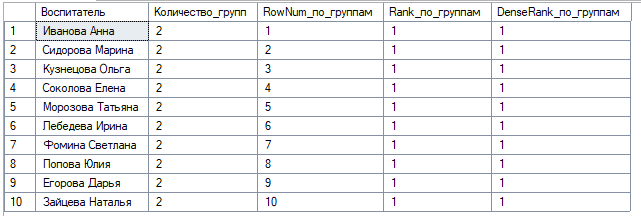 Воспитатель Количество_групп RowNum_по_группам Rank_по_группам DenseRank_по_группам
1 Иванова Анна 2 1 1 1
2 Сидорова Марина 2 2 1 1
3 Кузнецова Ольга 2 3 1 1
4 Соколова Елена 2 4 1 1
5 Морозова Татьяна 2 5 1 1
6 Лебедева Ирина 2 6 1 1
7 Фомина Светлана 2 7 1 1
8 Попова Юлия 2 8 1 1
9 Егорова Дарья 2 9 1 1
10 Зайцева Наталья 2 10 1 1